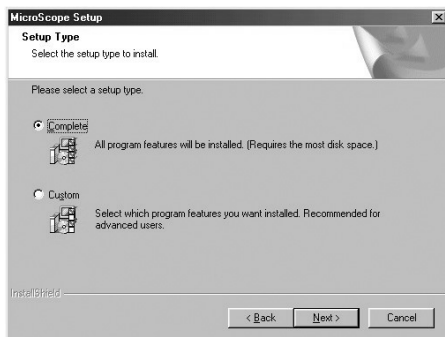 MicroScope Setup
Setup Type
Select the setup type to install.
Please select a setup type.
Complete
All program features will be installed. (Requires the most disk space.)
Custom
Select which program features you want installed. Recommended for
advanced users.
InstallShield
< Back Next > Cancel